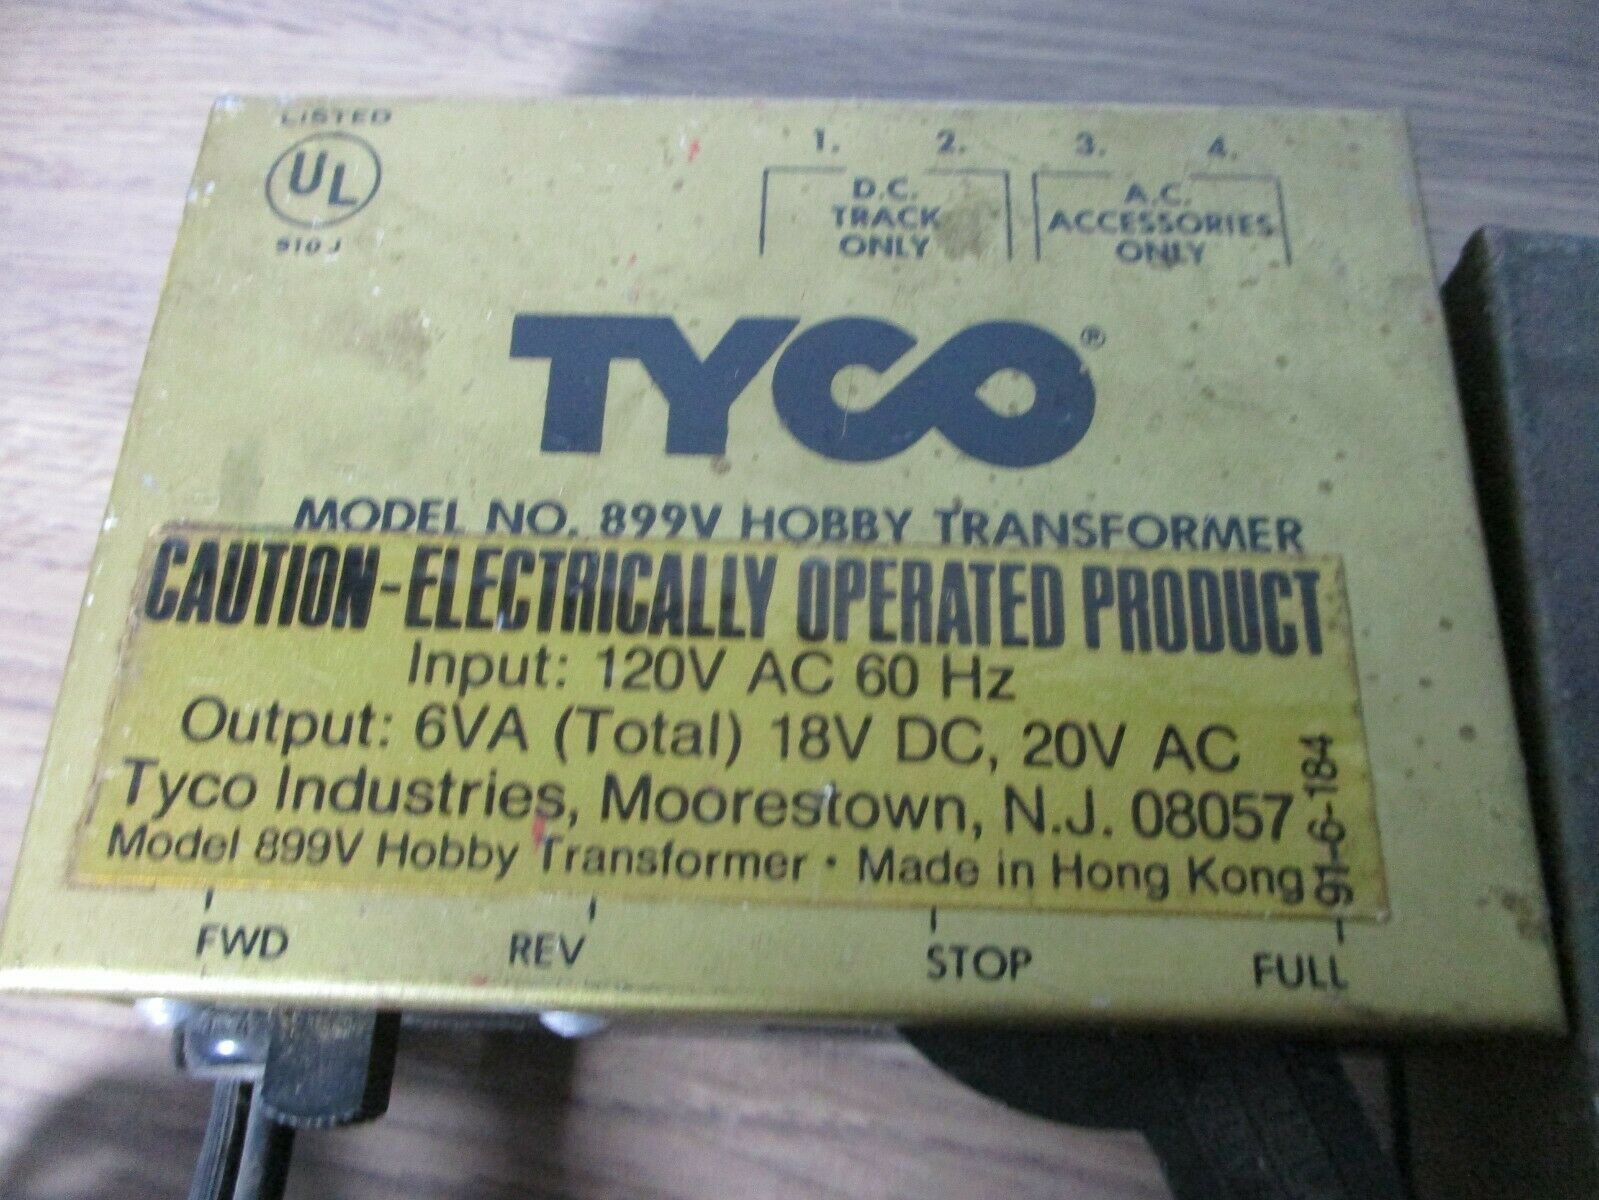 LISTED
UL
910 J
1. 2. 3. 4.
D.C.
TRACK
ONLY
A.C.
ACCESSORIES
ONLY
TYCO®
MODEL NO. 899V HOBBY TRANSFORMER
CAUTION-ELECTRICALLY OPERATED PRODUCT
Input: 120V AC 60 Hz
Output: 6VA (Total) 18V DC, 20V AC
Tyco Industries, Moorestown, N.J. 08057
Model 899V Hobby Transformer • Made in Hong Kong
91-6-184
FWD REV STOP FULL